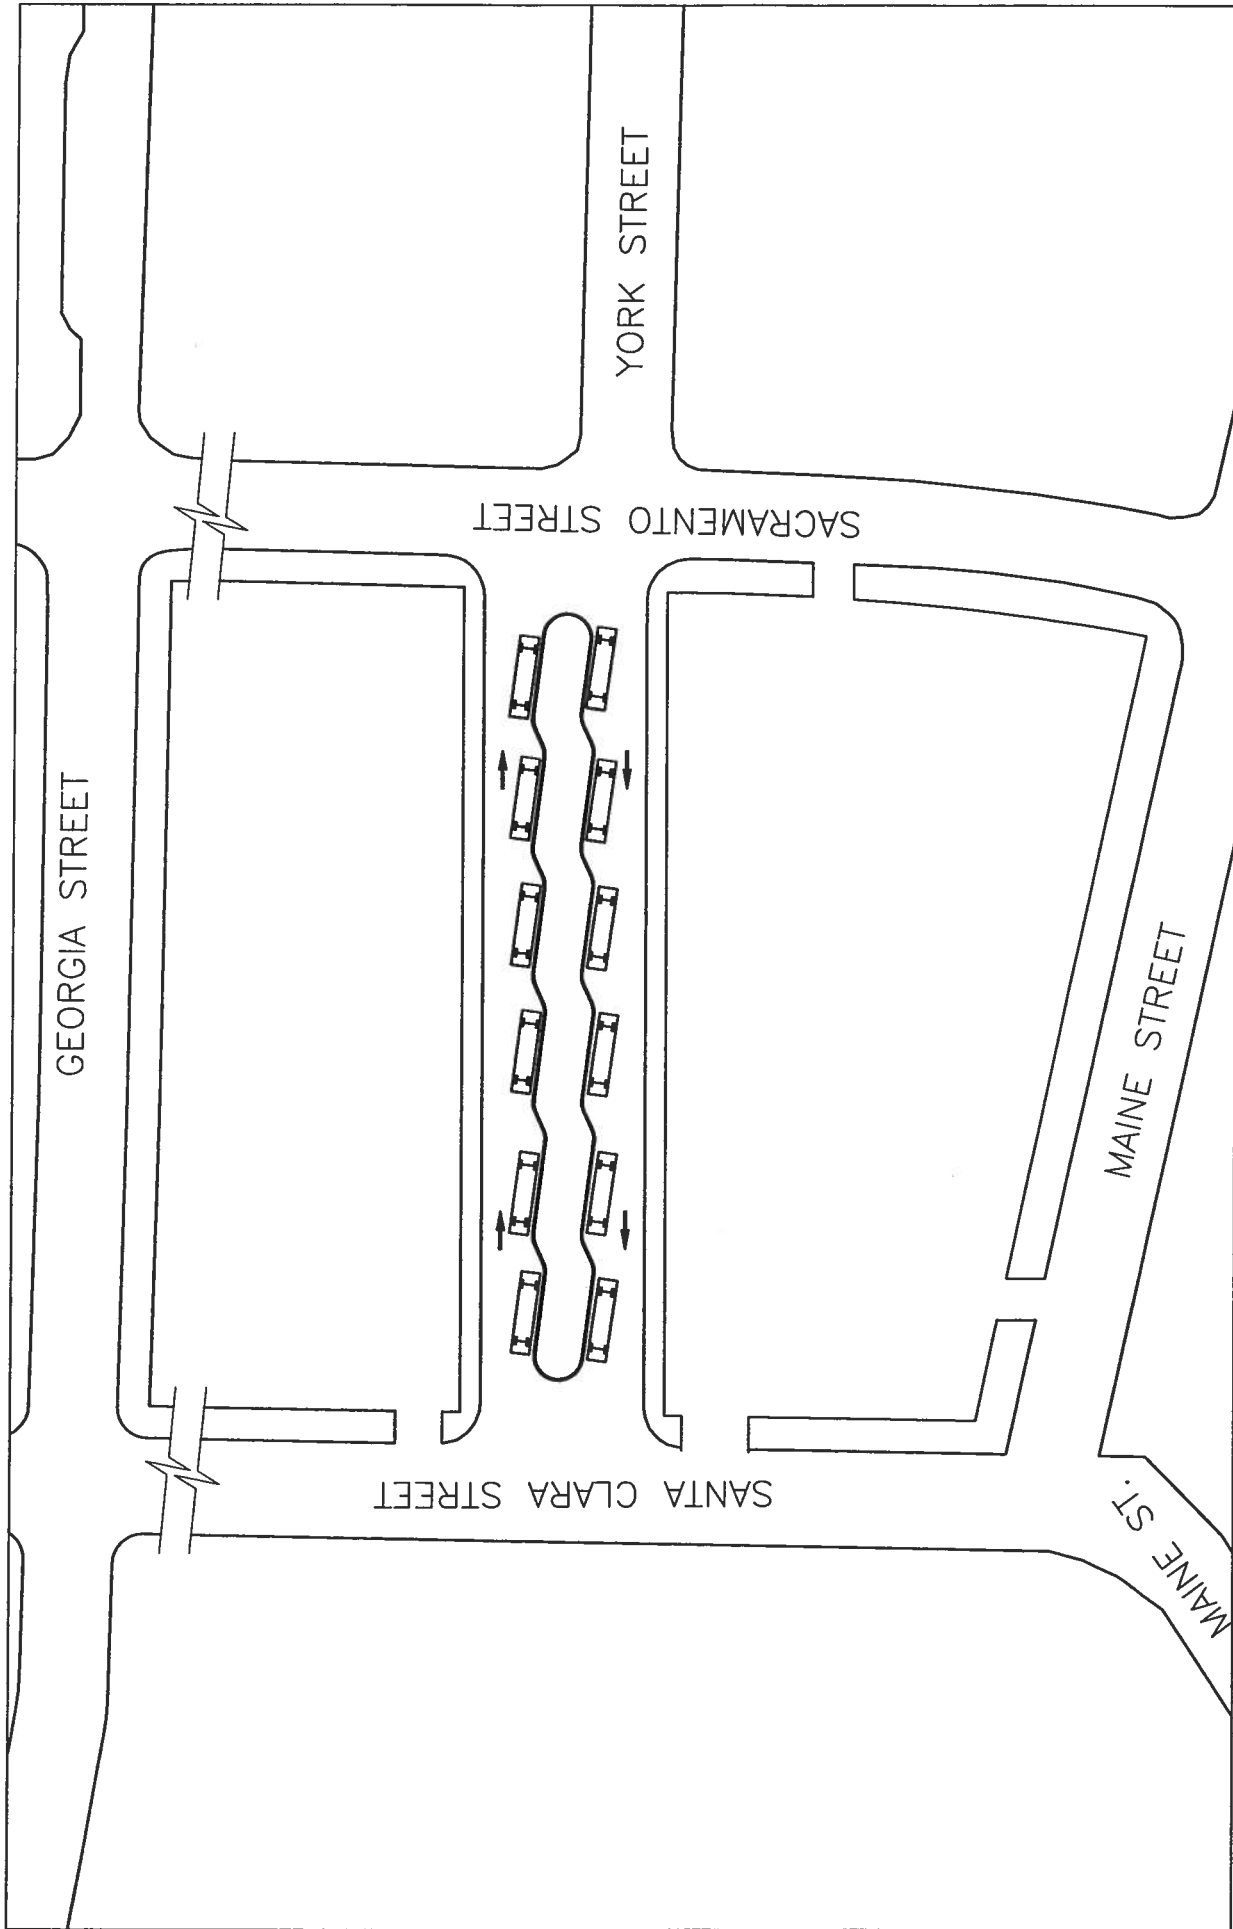 GEORGIA STREET
YORK STREET
SACRAMENTO STREET
SANTA CLARA STREET
MAINE STREET
MAINE ST.